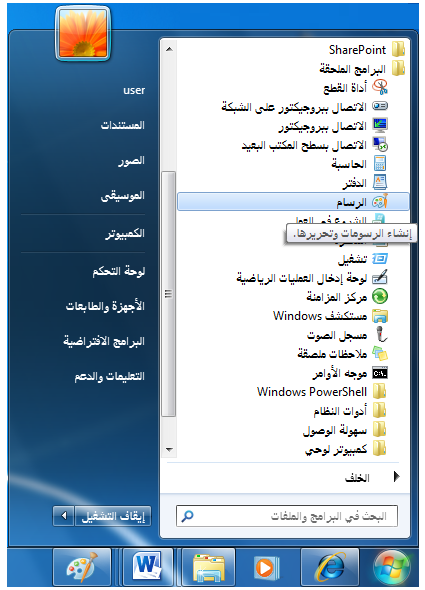 SharePoint
البرامج الملحقة
أداة القطع
الاتصال ببروجيكتور على الشبكة
الاتصال ببروجيكتور
الاتصال بسطح المكتب البعيد
الحاسبة
الدفتر
الرسام
الشروع في العمل
إنشاء الرسومات وتحريرها.
تشغيل
لوحة إدخال العمليات الرياضية
مركز المزامنة
مستكشف Windows
مسجل الصوت
ملاحظات ملصقة
موجه الأوامر
Windows PowerShell
أدوات النظام
سهولة الوصول
كمبيوتر لوحي
الخلف
البحث في البرامج والملفات
user
المستندات
الصور
الموسيقى
الكمبيوتر
لوحة التحكم
الأجهزة والطابعات
البرامج الافتراضية
التعليمات والدعم
إيقاف التشغيل